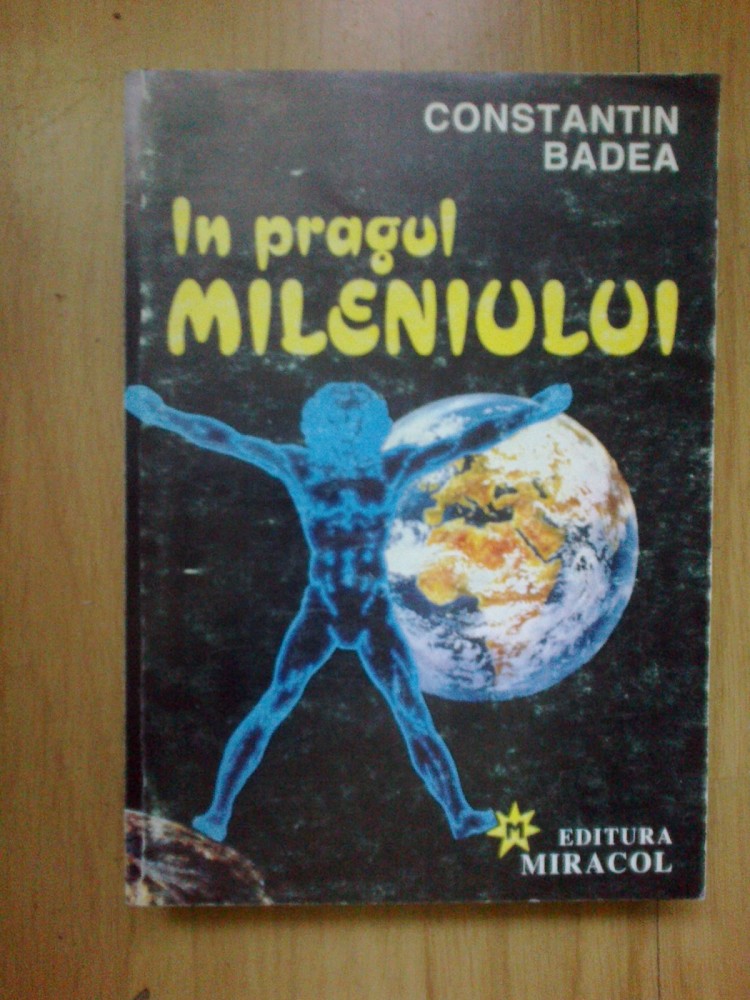 CONSTANTIN
BADEA
In pragul
MILENIULUI
M
EDITURA
MIRACOL